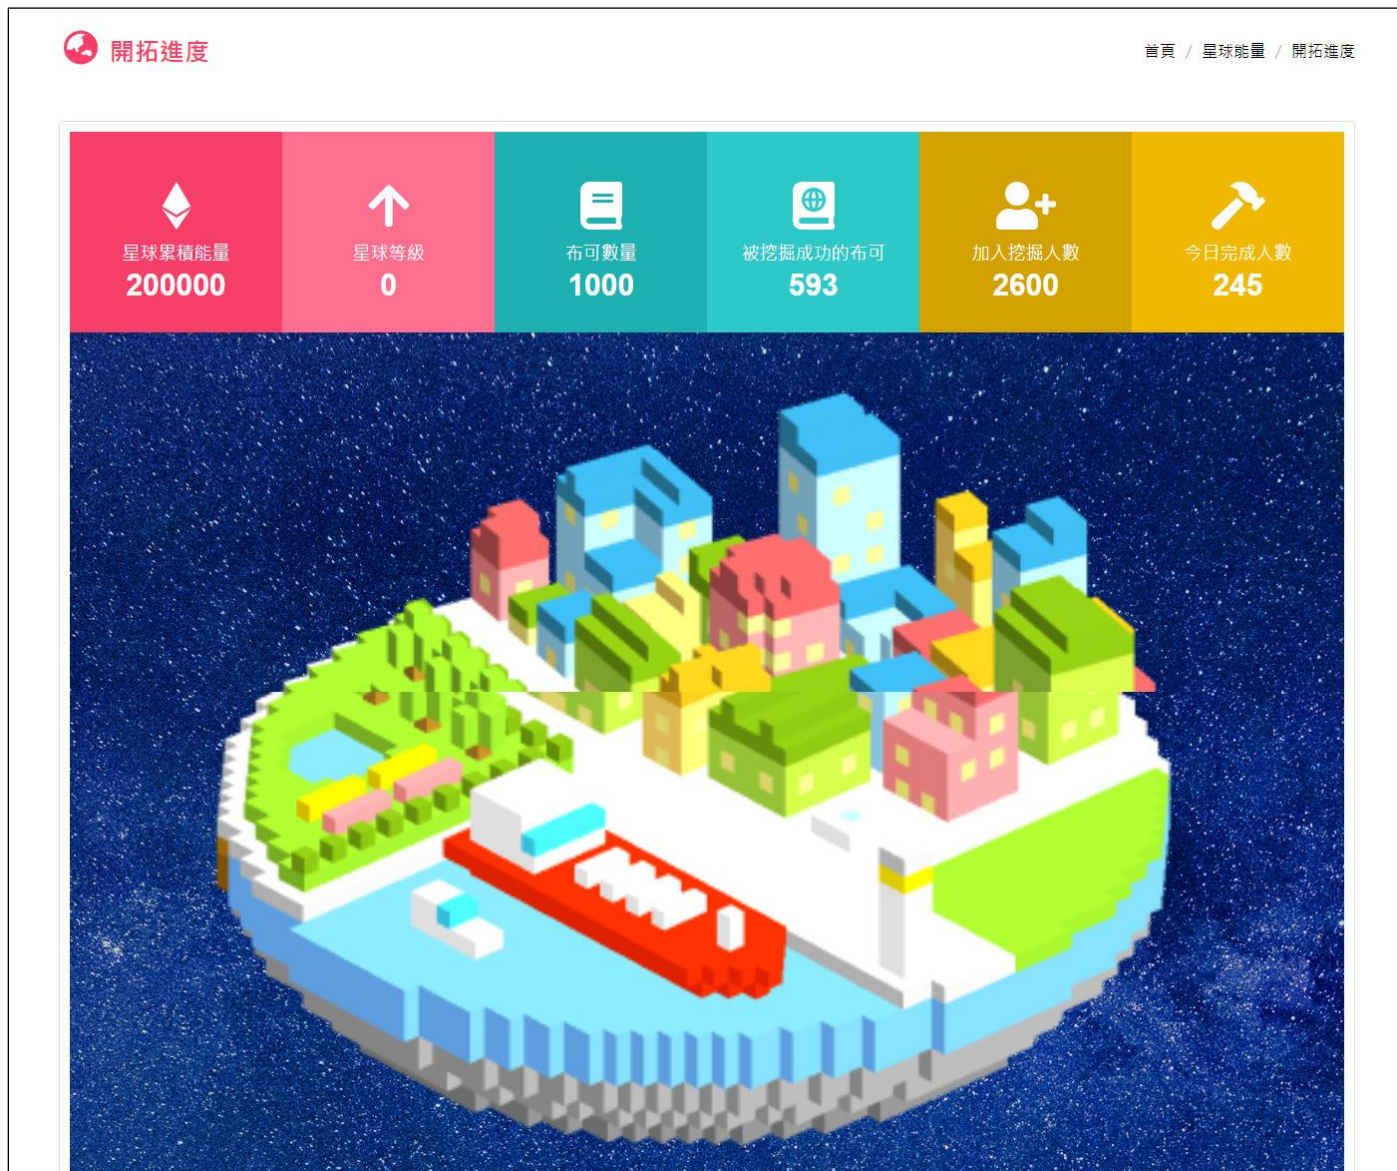 開拓進度
首頁 / 星球能量 / 開拓進度
星球累積能量
200000
星球等級
0
布可數量
1000
被挖掘成功的布可
593
加入挖掘人數
2600
今日完成人數
245